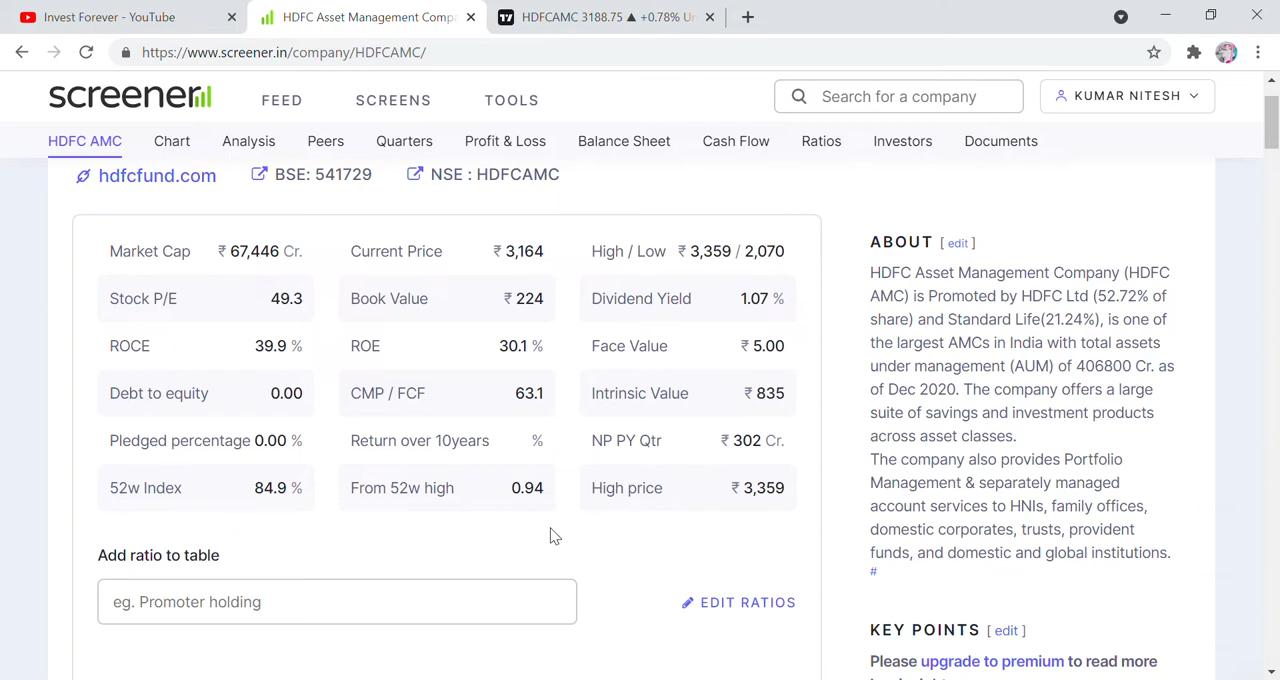 Invest Forever - YouTube
HDFC Asset Management Comp
HDFCAMC 3188.75 ▲ +0.78% Un
https://www.screener.in/company/HDFCAMC/
screener
FEED SCREENS TOOLS
Search for a company
KUMAR NITESH
HDFC AMC Chart Analysis Peers Quarters Profit & Loss Balance Sheet Cash Flow Ratios Investors Documents
hdfcfund.com BSE: 541729 NSE : HDFCAMC
Market Cap ₹ 67,446 Cr. Current Price ₹ 3,164 High / Low ₹ 3,359 / 2,070
Stock P/E 49.3 Book Value ₹ 224 Dividend Yield 1.07 %
ROCE 39.9 % ROE 30.1 % Face Value ₹ 5.00
Debt to equity 0.00 CMP / FCF 63.1 Intrinsic Value ₹ 835
Pledged percentage 0.00 % Return over 10years % NP PY Qtr ₹ 302 Cr.
52w Index 84.9 % From 52w high 0.94 High price ₹ 3,359
Add ratio to table
eg. Promoter holding
EDIT RATIOS
ABOUT [ edit ]
HDFC Asset Management Company (HDFC
AMC) is Promoted by HDFC Ltd (52.72% of
share) and Standard Life(21.24%), is one of
the largest AMCs in India with total assets
under management (AUM) of 406800 Cr. as
of Dec 2020. The company offers a large
suite of savings and investment products
across asset classes.
The company also provides Portfolio
Management & separately managed
account services to HNIs, family offices,
domestic corporates, trusts, provident
funds, and domestic and global institutions.
#
KEY POINTS [ edit ]
Please upgrade to premium to read more